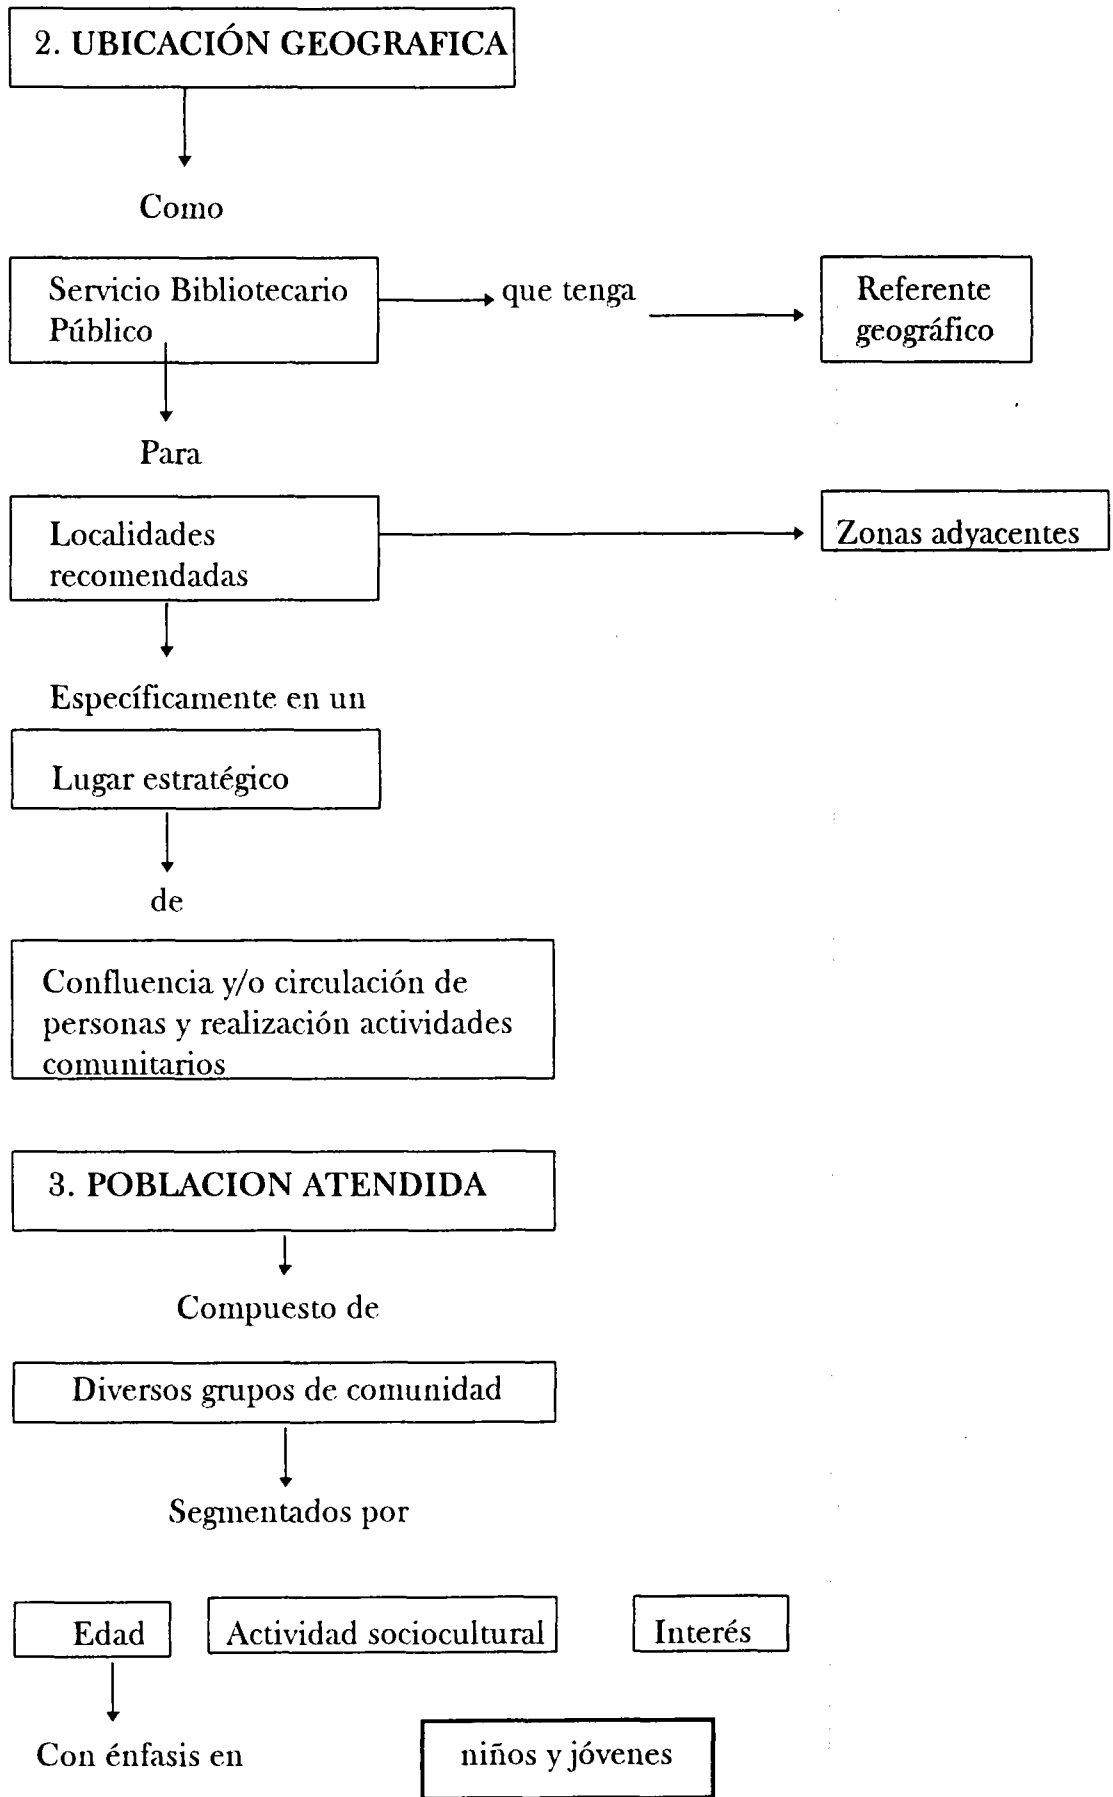 2. UBICACIÓN GEOGRAFICA
Como
Servicio Bibliotecario
Público
que tenga
Referente
geográfico
Para
Localidades
recomendadas
Zonas adyacentes
Específicamente en un
Lugar estratégico
de
Confluencia y/o circulación de
personas y realización actividades
comunitarios
3. POBLACION ATENDIDA
Compuesto de
Diversos grupos de comunidad
Segmentados por
Edad
Actividad sociocultural
Interés
Con énfasis en
niños y jóvenes